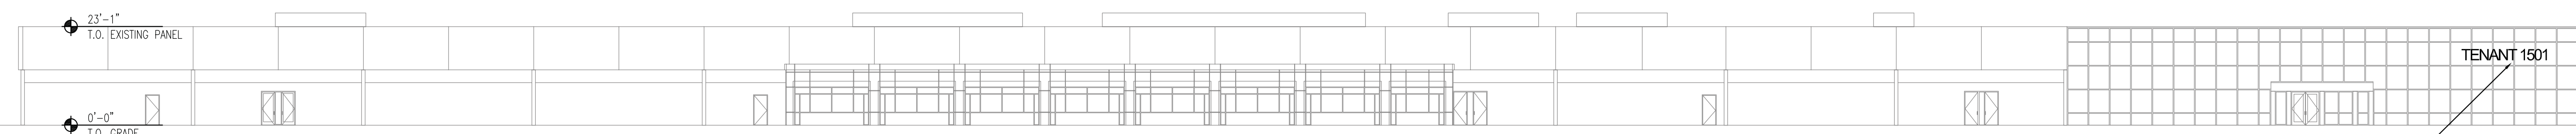 23'-1"
T.O. EXISTING PANEL
TENANT 1501
0'-0"
T.O. GRADE